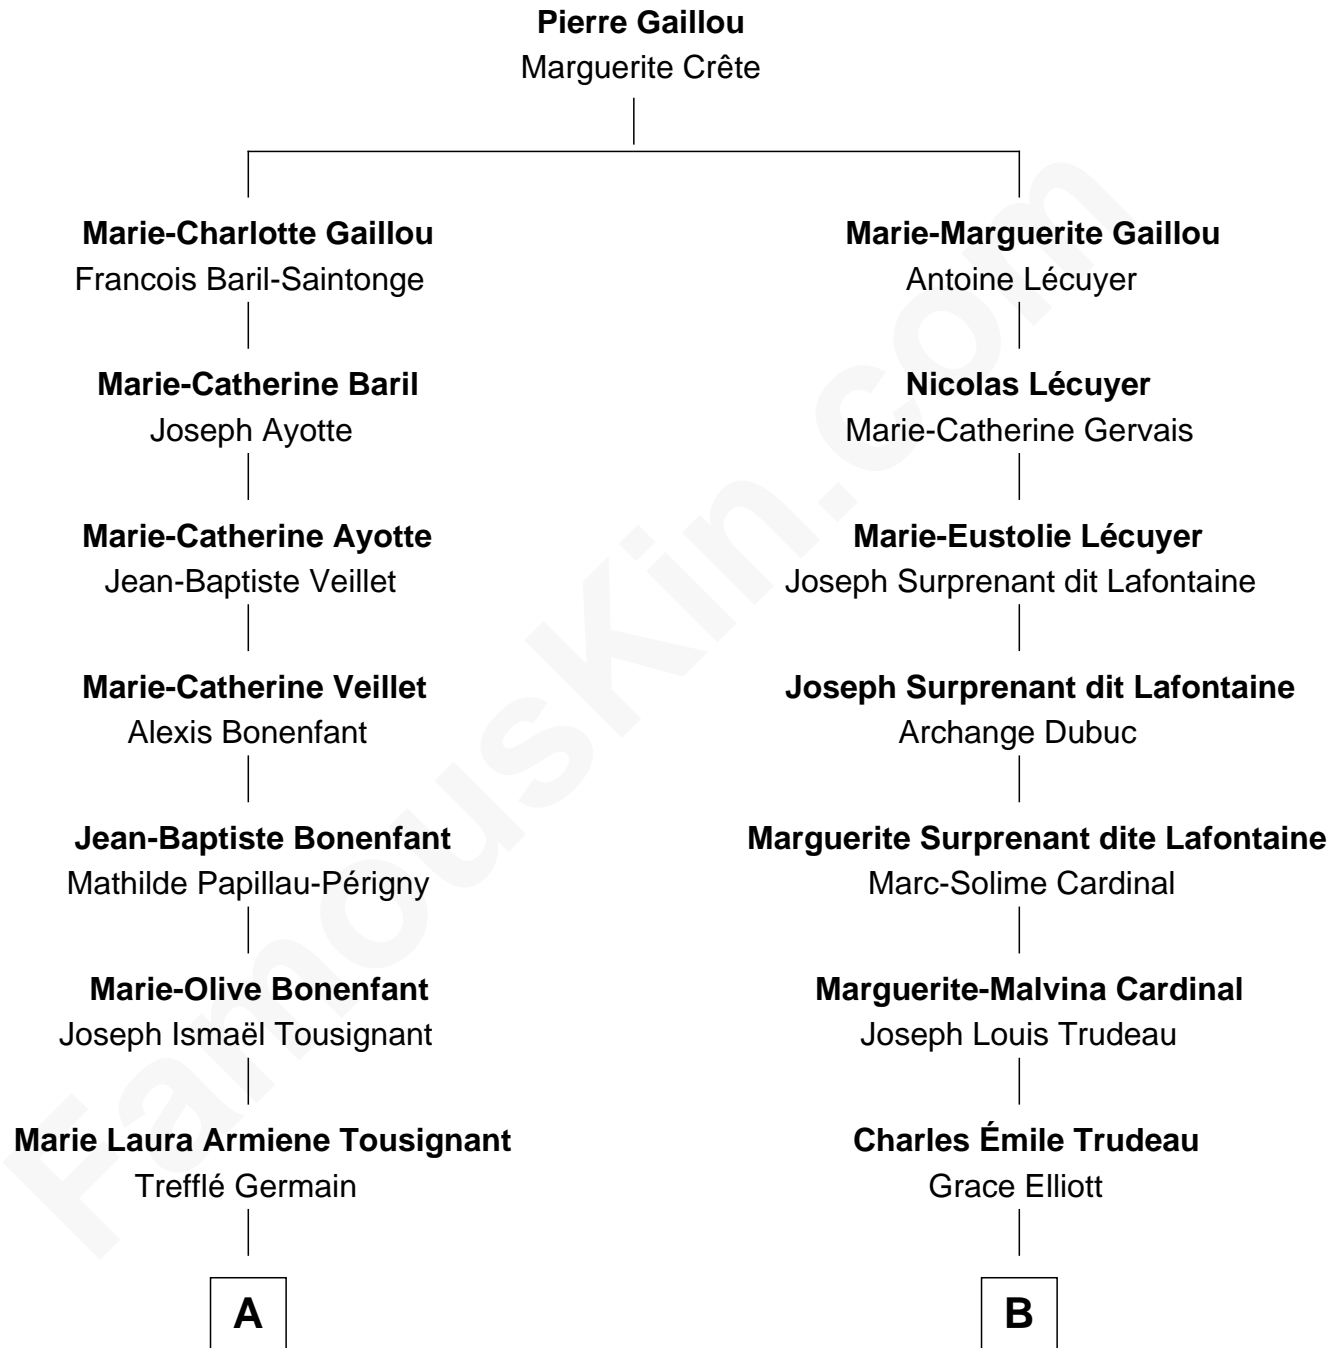 Pierre Gaillou
Marguerite Crête
Marie-Charlotte Gaillou
Francois Baril-Saintonge
Marie-Catherine Baril
Joseph Ayotte
Marie-Catherine Ayotte
Jean-Baptiste Veillet
Marie-Catherine Veillet
Alexis Bonenfant
Jean-Baptiste Bonenfant
Mathilde Papillau-Périgny
Marie-Olive Bonenfant
Joseph Ismaël Tousignant
Marie Laura Armiene Tousignant
Trefflé Germain
A
Marie-Marguerite Gaillou
Antoine Lécuyer
Nicolas Lécuyer
Marie-Catherine Gervais
Marie-Eustolie Lécuyer
Joseph Surprenant dit Lafontaine
Joseph Surprenant dit Lafontaine
Archange Dubuc
Marguerite Surprenant dite Lafontaine
Marc-Solime Cardinal
Marguerite-Malvina Cardinal
Joseph Louis Trudeau
Charles Émile Trudeau
Grace Elliott
B
FamousKin.com